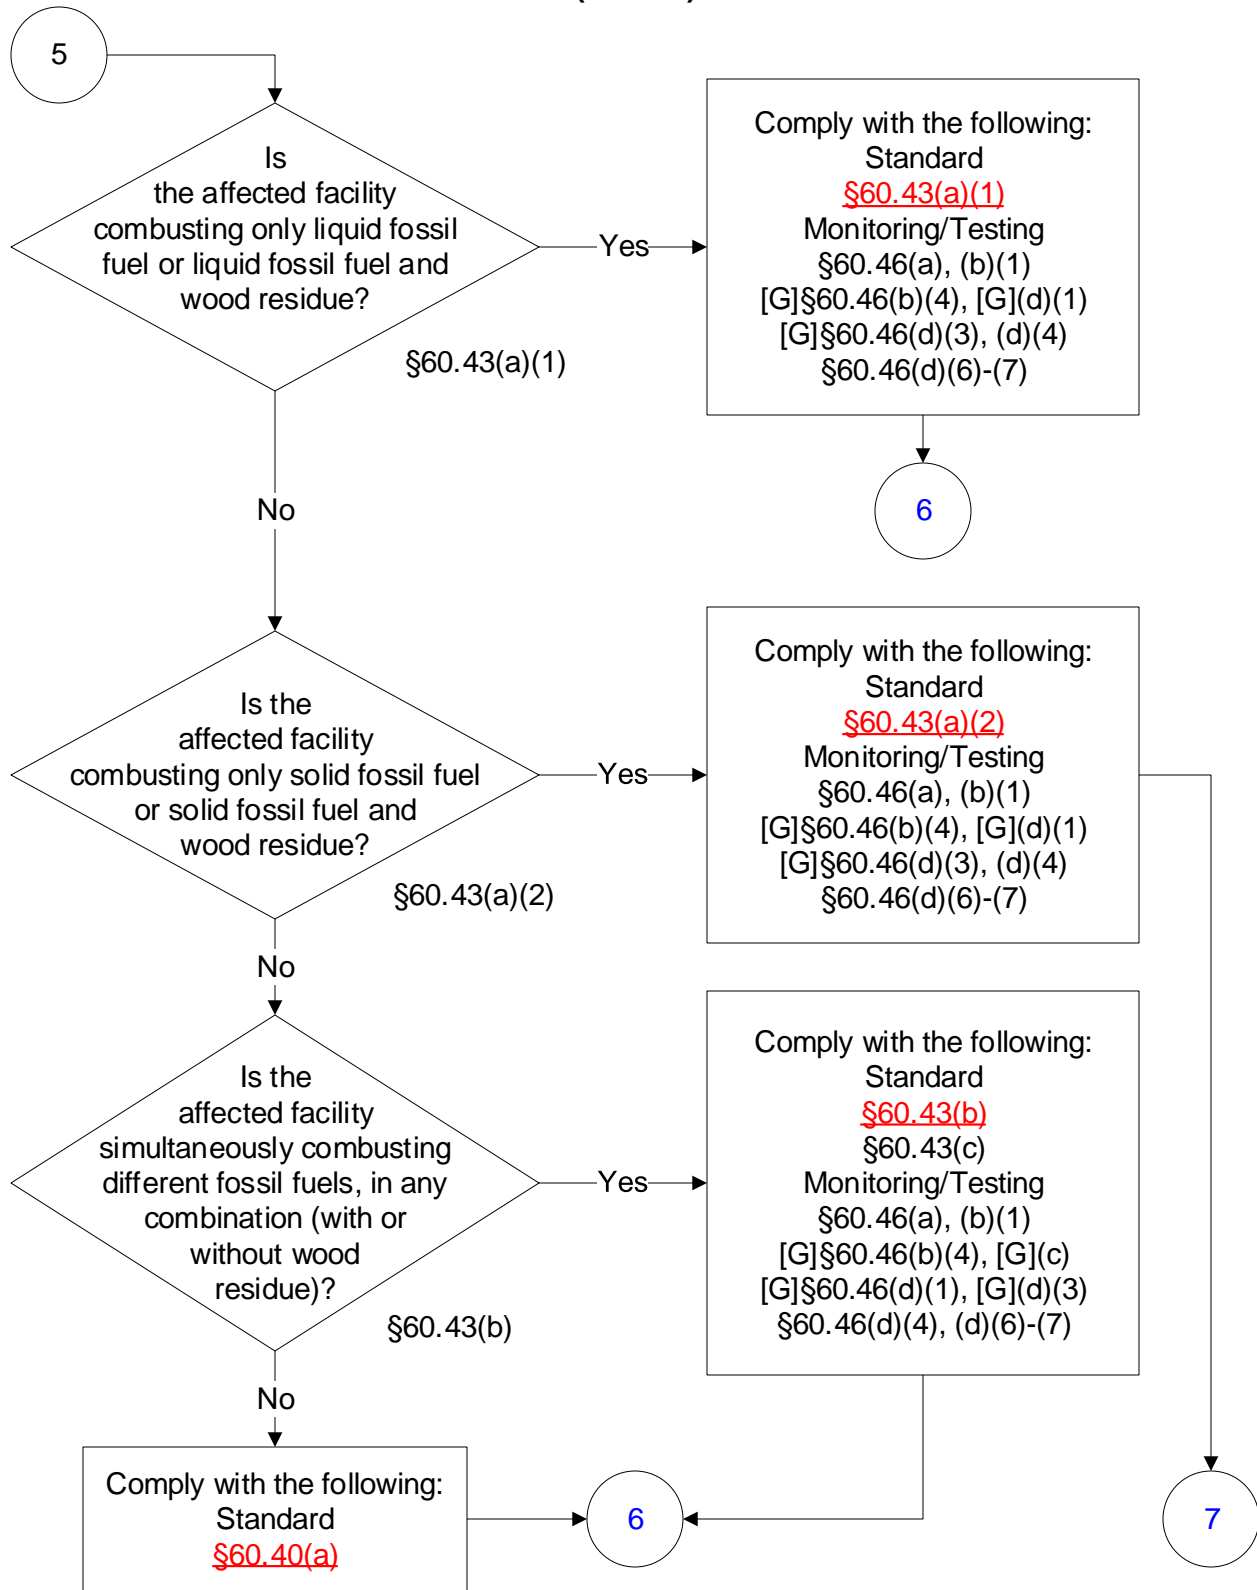 5
Is
the affected facility
combusting only liquid fossil
fuel or liquid fossil fuel and
wood residue?
§60.43(a)(1)
Yes
Comply with the following:
Standard
§60.43(a)(1)
Monitoring/Testing
§60.46(a), (b)(1)
[G]§60.46(b)(4), [G](d)(1)
[G]§60.46(d)(3), (d)(4)
§60.46(d)(6)-(7)
6
No
Is the
affected facility
combusting only solid fossil fuel
or solid fossil fuel and
wood residue?
§60.43(a)(2)
Yes
Comply with the following:
Standard
§60.43(a)(2)
Monitoring/Testing
§60.46(a), (b)(1)
[G]§60.46(b)(4), [G](d)(1)
[G]§60.46(d)(3), (d)(4)
§60.46(d)(6)-(7)
No
Is the
affected facility
simultaneously combusting
different fossil fuels, in any
combination (with or
without wood
residue)?
§60.43(b)
Yes
Comply with the following:
Standard
§60.43(b)
§60.43(c)
Monitoring/Testing
§60.46(a), (b)(1)
[G]§60.46(b)(4), [G](c)
[G]§60.46(d)(1), [G](d)(3)
§60.46(d)(4), (d)(6)-(7)
No
Comply with the following:
Standard
§60.40(a)
6
7